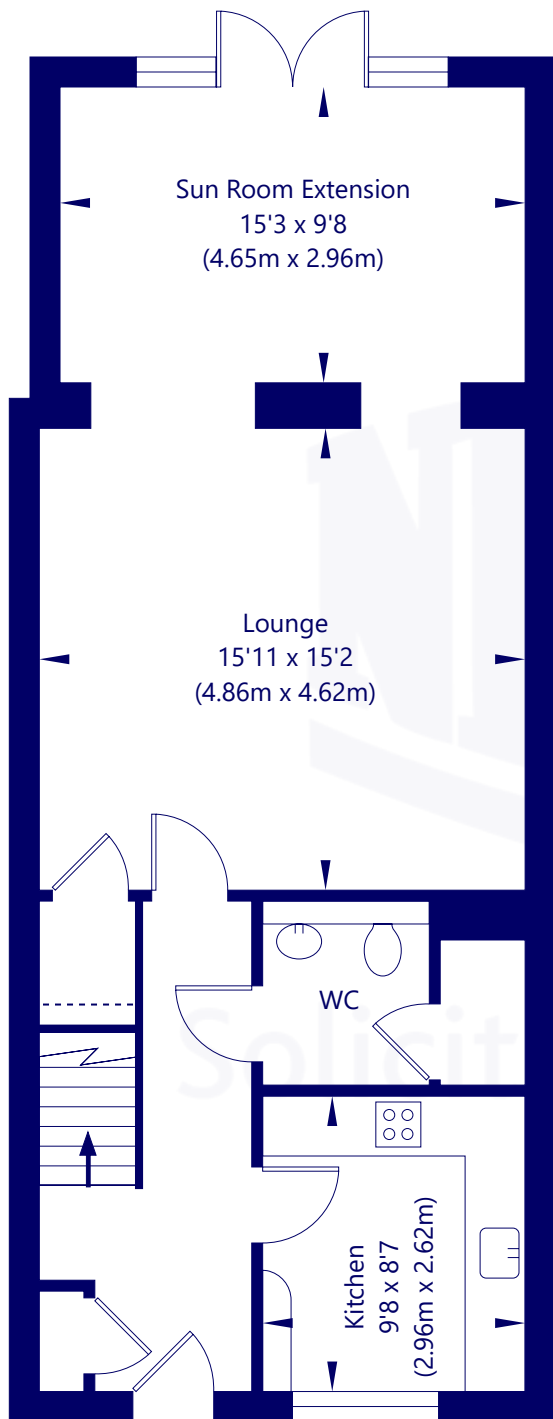 Sun Room Extension
15'3 x 9'8
(4.65m x 2.96m)
Lounge
15'11 x 15'2
(4.86m x 4.62m)
WC
Solicit
Kitchen
9'8 x 8'7
(2.96m x 2.62m)